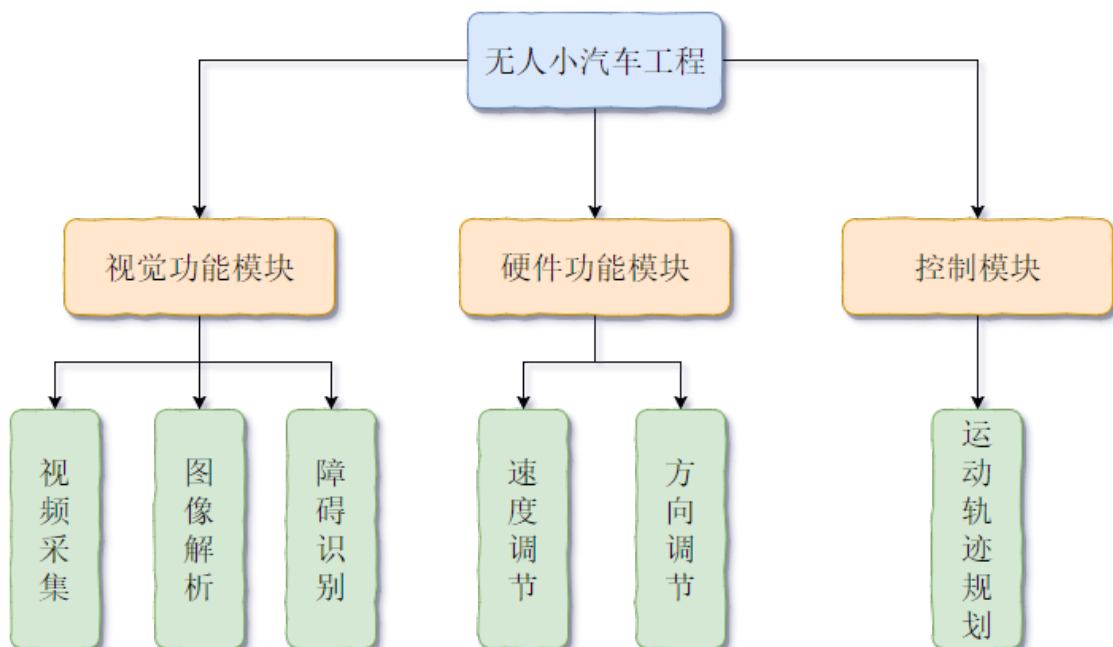 无人小汽车工程
视觉功能模块
硬件功能模块
控制模块
视频采集
图像解析
障碍识别
速度调节
方向调节
运动轨迹规划